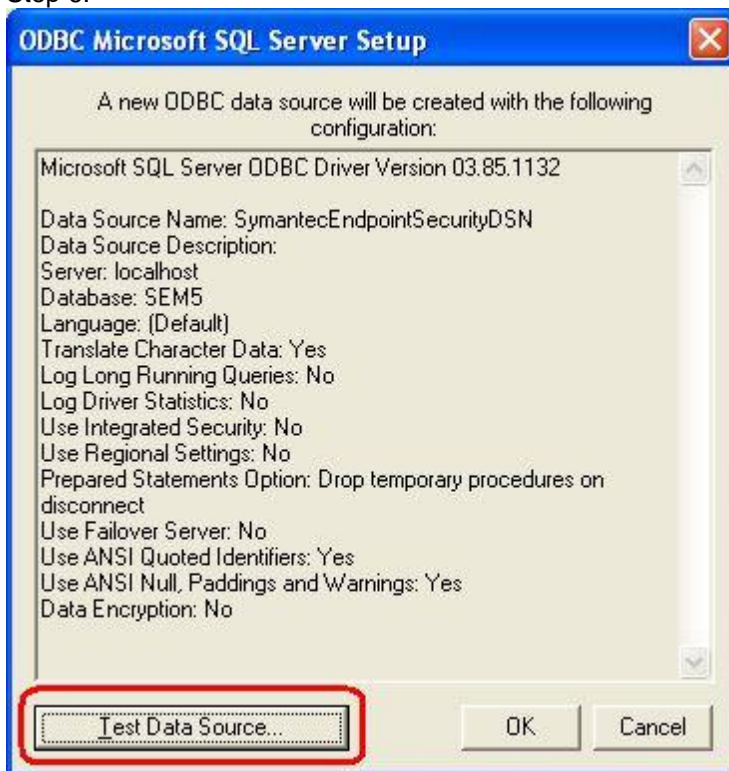 ODBC Microsoft SQL Server Setup
A new ODBC data source will be created with the following
configuration:
Microsoft SQL Server ODBC Driver Version 03.85.1132
Data Source Name: SymantecEndpointSecurityDSN
Data Source Description:
Server: localhost
Database: SEM5
Language: (Default)
Translate Character Data: Yes
Log Long Running Queries: No
Log Driver Statistics: No
Use Integrated Security: No
Use Regional Settings: No
Prepared Statements Option: Drop temporary procedures on
disconnect
Use Failover Server: No
Use ANSI Quoted Identifiers: Yes
Use ANSI Null, Paddings and Warnings: Yes
Data Encryption: No
Test Data Source...
OK
Cancel